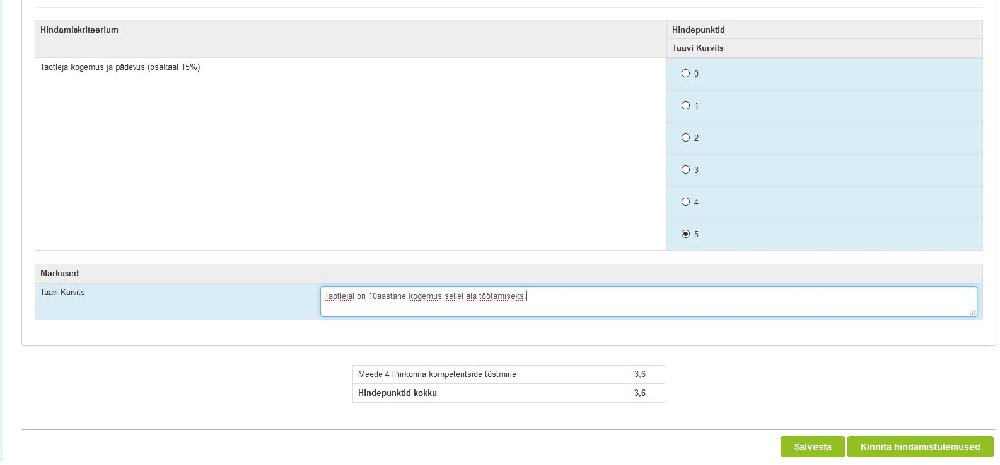 Hindamiskriteerium
Hindepunktid
Taavi Kurvits
Taotleja kogemus ja pädevus (osakaal 15%)
0
1
2
3
4
5
Märkused
Taavi Kurvits
Taotlejal on 10aastane kogemus sellel ala töötamiseks.
Meede 4 Piirkonna kompetentside tõstmine
3,6
Hindepunktid kokku
3,6
Salvesta
Kinnita hindamistulemused